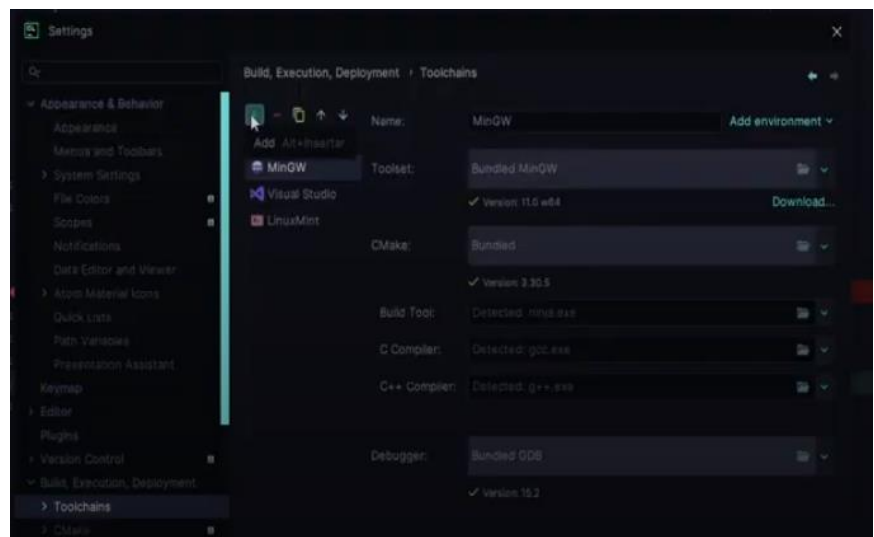 Settings
Build, Execution, Deployment › Toolchains
Appearance & Behavior
Appearance
Menus and Toolbars
System Settings
File Colors
Scopes
Notifications
Data Editor and Viewer
Atom Material Icons
Quick Lists
Path Variables
Presentation Assistant
Keymap
Editor
Plugins
Version Control
Build, Execution, Deployment
Toolchains
CMake
Add Alt+Insertar
MinGW
Visual Studio
LinuxMint
Name: MinGW Add environment
Toolset: Bundled MinGW
Version: 11.0 w64 Download...
CMake: Bundled
Version: 3.30.5
Build Tool: Detected: ninja.exe
C Compiler: Detected: gcc.exe
C++ Compiler: Detected: g++.exe
Debugger: Bundled GDB
Version: 15.2